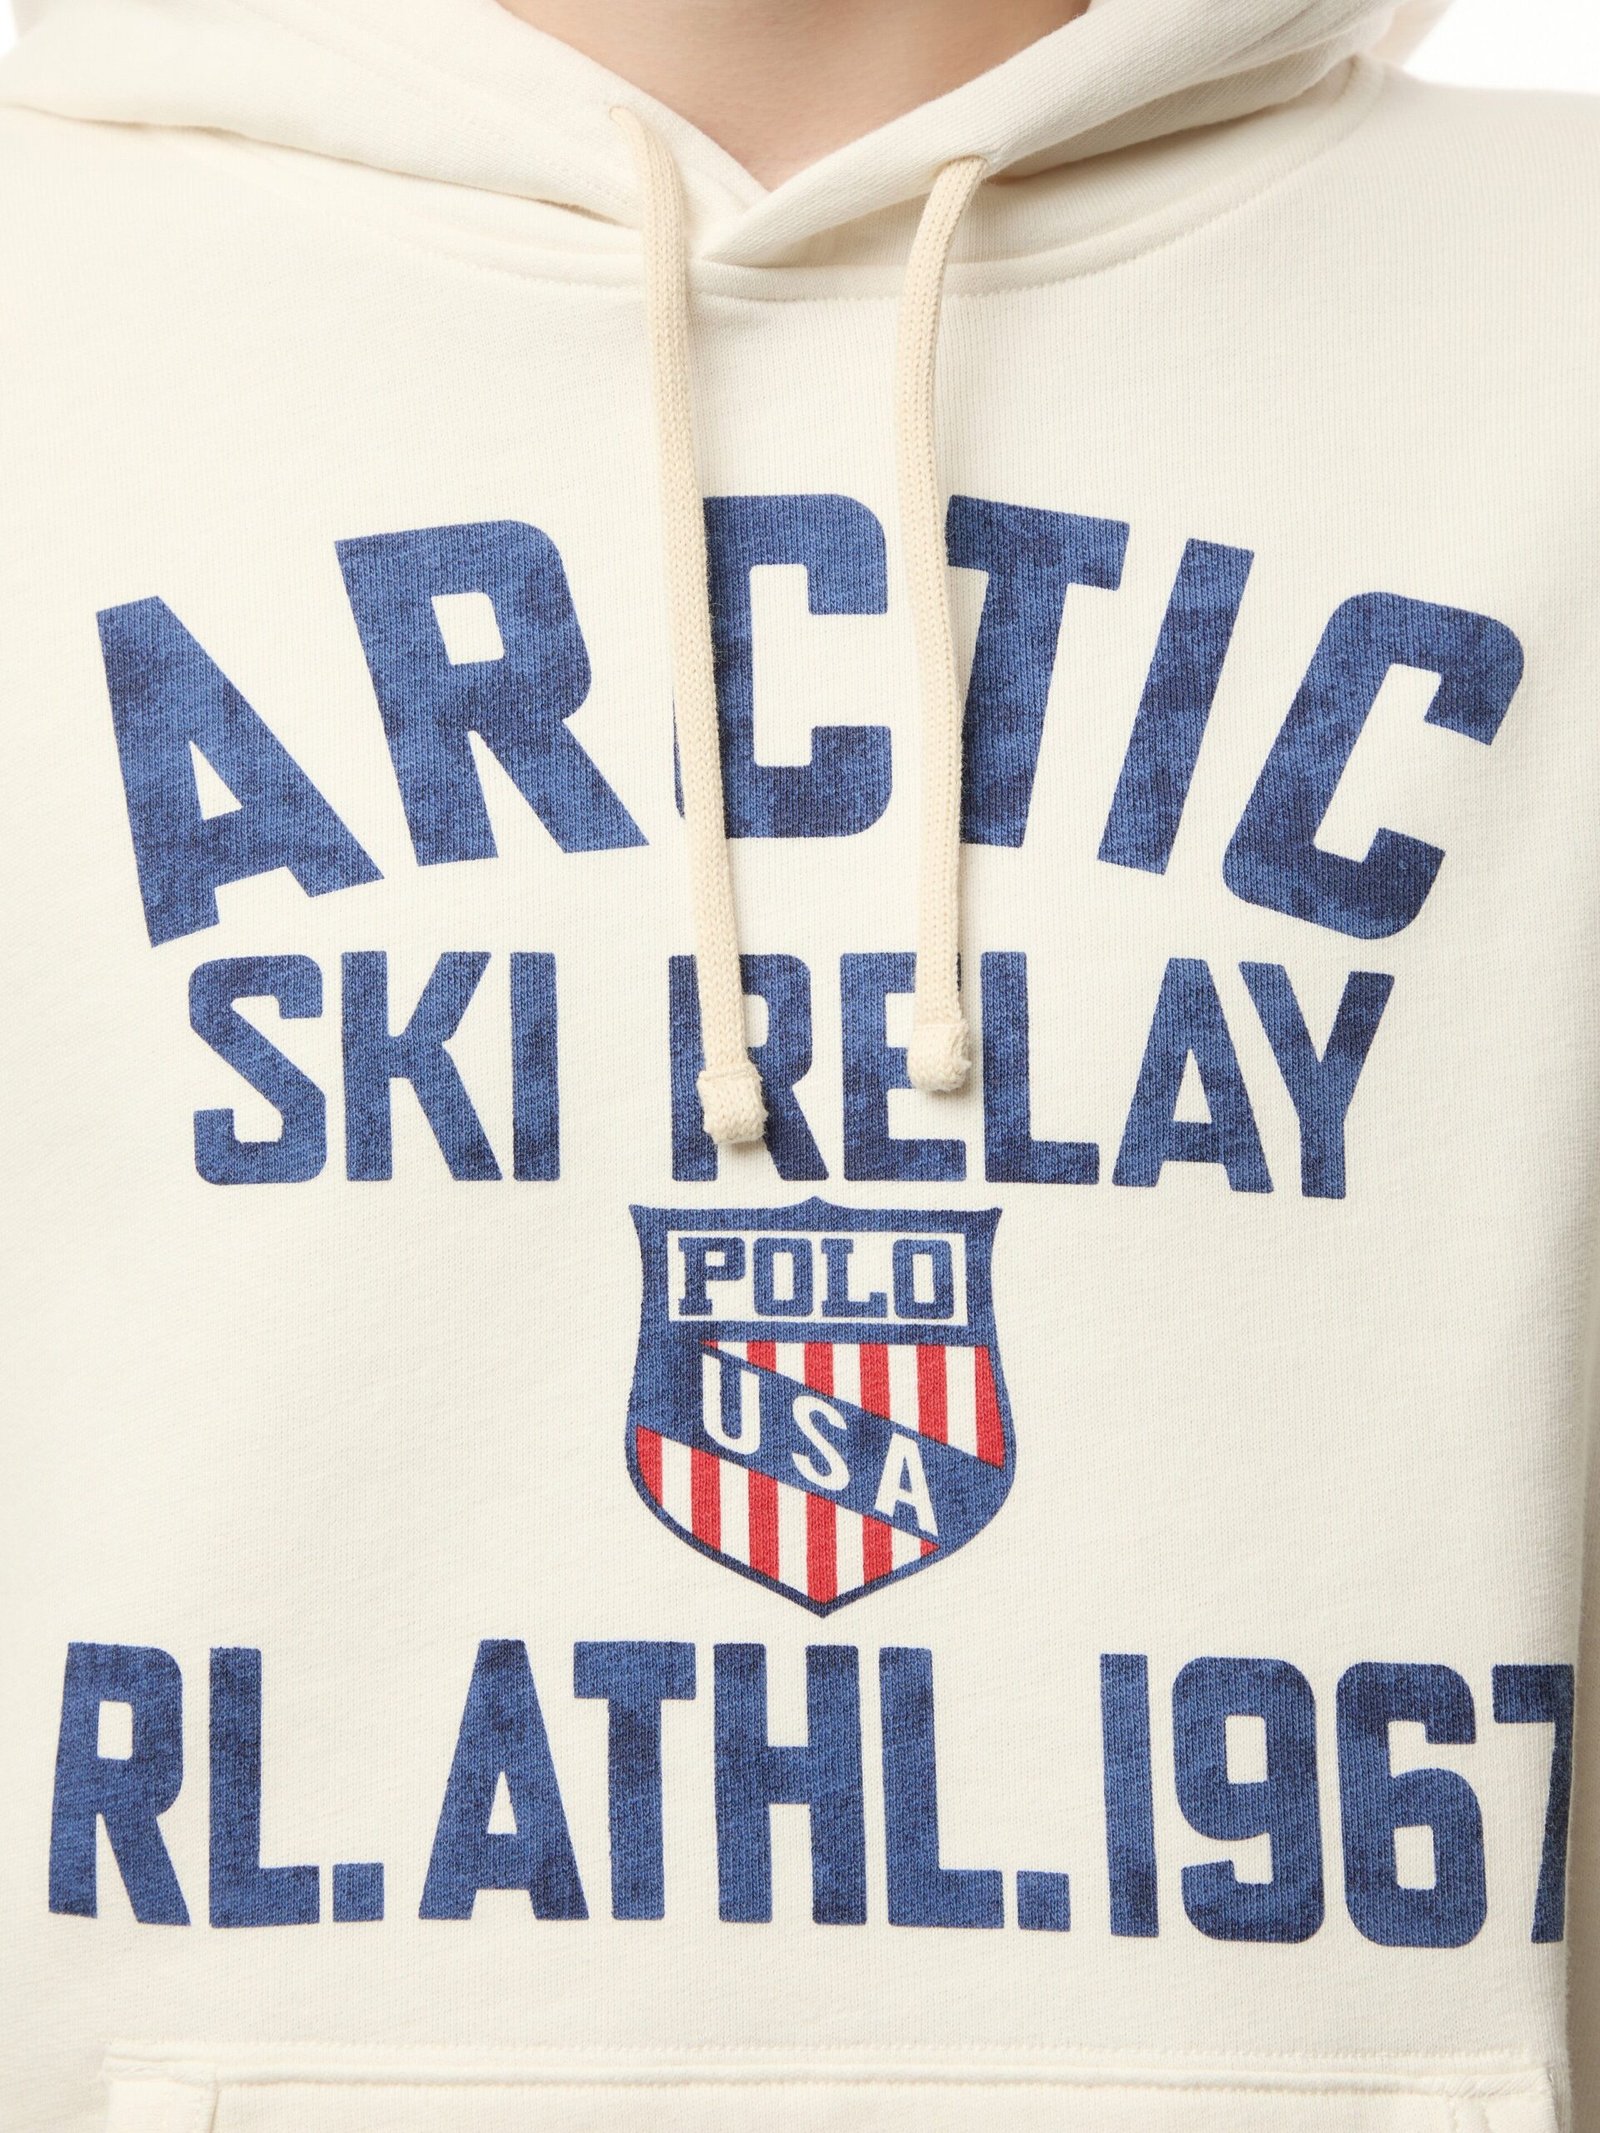 ARCTIC
SKI RELAY
POLO
USA
RL. ATHL. 1967